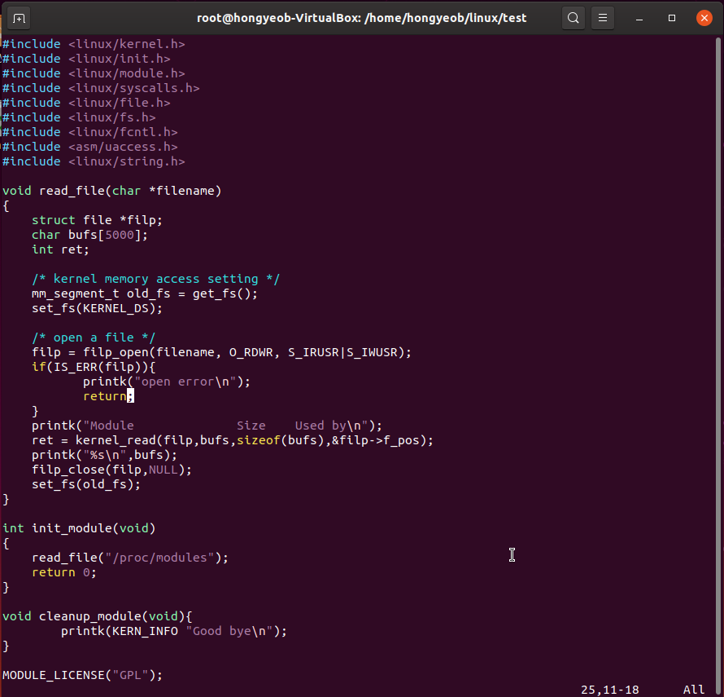 root@hongyeob-VirtualBox: /home/hongyeob/linux/test
#include <linux/kernel.h>
#include <linux/init.h>
#include <linux/module.h>
#include <linux/syscalls.h>
#include <linux/file.h>
#include <linux/fs.h>
#include <linux/fcntl.h>
#include <asm/uaccess.h>
#include <linux/string.h>

void read_file(char *filename)
{
    struct file *filp;
    char bufs[5000];
    int ret;

    /* kernel memory access setting */
    mm_segment_t old_fs = get_fs();
    set_fs(KERNEL_DS);

    /* open a file */
    filp = filp_open(filename, O_RDWR, S_IRUSR|S_IWUSR);
    if(IS_ERR(filp)){
           printk("open error\n");
           return;
    }
    printk("Module              Size    Used by\n");
    ret = kernel_read(filp,bufs,sizeof(bufs),&filp->f_pos);
    printk("%s\n",bufs);
    filp_close(filp,NULL);
    set_fs(old_fs);
}

int init_module(void)
{
    read_file("/proc/modules");
    return 0;
}

void cleanup_module(void){
        printk(KERN_INFO "Good bye\n");
}

MODULE_LICENSE("GPL");
25,11-18      All